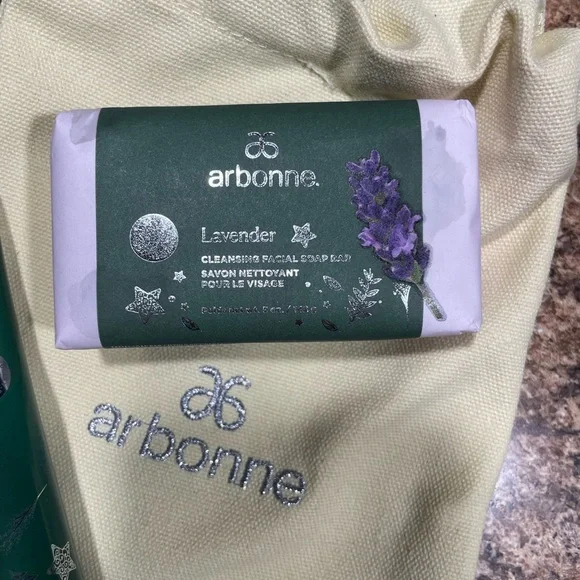 arbonne.
Lavender
CLEANSING FACIAL SOAP BAR
SAVON NETTOYANT
POUR LE VISAGE
arbonne